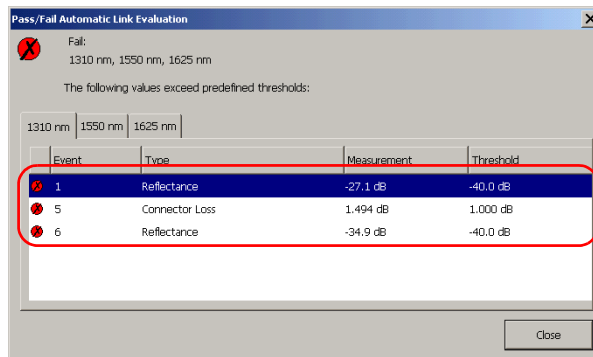 Pass/Fail Automatic Link Evaluation
Fail:
1310 nm, 1550 nm, 1625 nm
The following values exceed predefined thresholds:
1310 nm 1550 nm 1625 nm
Event Type Measurement Threshold
1 Reflectance -27.1 dB -40.0 dB
5 Connector Loss 1.494 dB 1.000 dB
6 Reflectance -34.9 dB -40.0 dB
Close